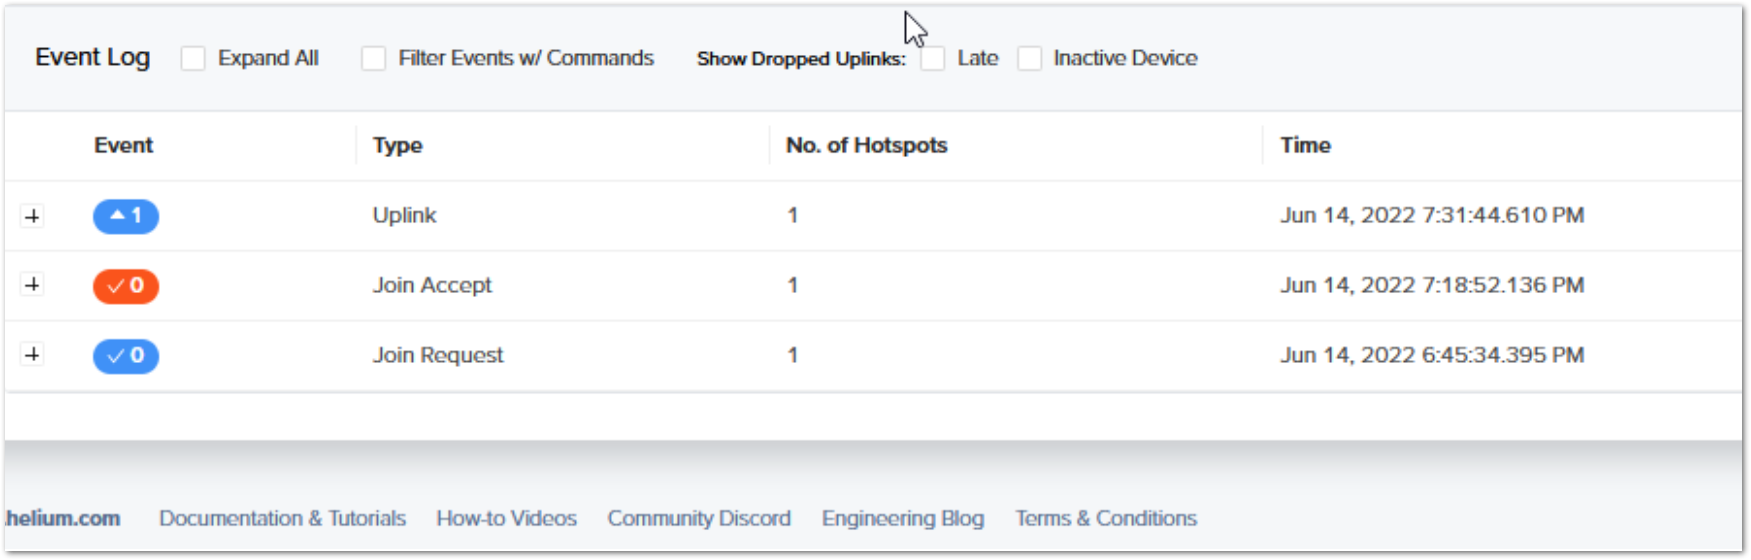 Event Log Expand All Filter Events w/ Commands Show Dropped Uplinks: Late Inactive Device
Event Type No. of Hotspots Time
1 Uplink 1 Jun 14, 2022 7:31:44.610 PM
0 Join Accept 1 Jun 14, 2022 7:18:52.136 PM
0 Join Request 1 Jun 14, 2022 6:45:34.395 PM
.helium.com Documentation & Tutorials How-to Videos Community Discord Engineering Blog Terms & Conditions